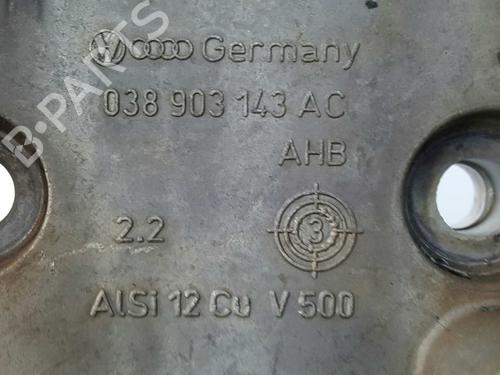 Germany
038 903 143 AC
AHB
2.2
3
AlSi 12 Cu V 500
B-PARTS